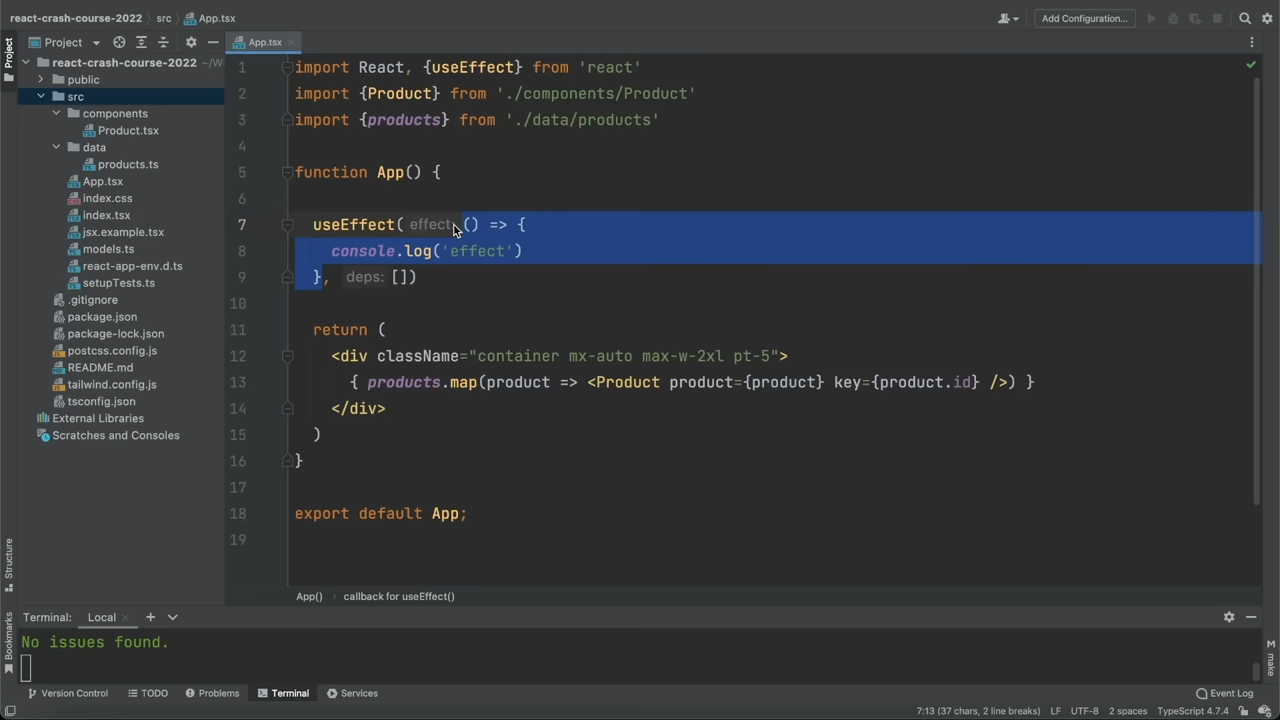 react-crash-course-2022 src App.tsx Add Configuration...
Project
Project
App.tsx
react-crash-course-2022 ~/W
public
src
components
Product.tsx
data
products.ts
App.tsx
index.css
index.tsx
jsx.example.tsx
models.ts
react-app-env.d.ts
setupTests.ts
.gitignore
package.json
package-lock.json
postcss.config.js
README.md
tailwind.config.js
tsconfig.json
External Libraries
Scratches and Consoles
1 import React, {useEffect} from 'react'
2 import {Product} from './components/Product'
3 import {products} from './data/products'
4
5 function App() {
6
7 useEffect( effect: () => {
8 console.log('effect')
9 }, deps: [])
10
11 return (
12 <div className="container mx-auto max-w-2xl pt-5">
13 { products.map(product => <Product product={product} key={product.id} />) }
14 </div>
15 )
16 }
17
18 export default App;
19
App() › callback for useEffect()
Structure
Bookmarks
make
Terminal: Local
No issues found.
Version Control TODO Problems Terminal Services Event Log
7:13 (37 chars, 2 line breaks) LF UTF-8 2 spaces TypeScript 4.7.4